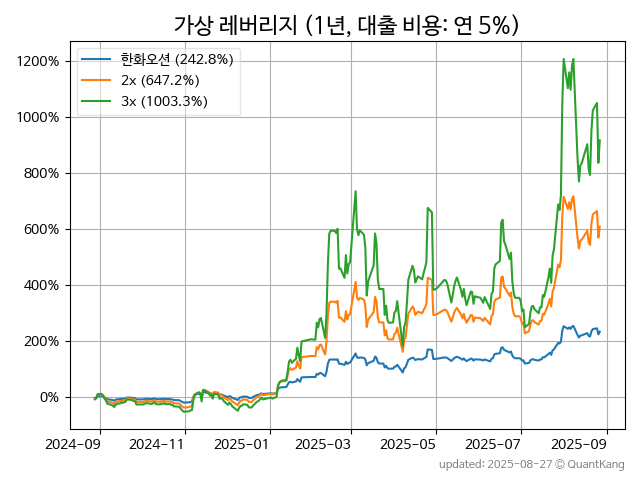 가상 레버리지 (1년, 대출 비용: 연 5%)
한화오션 (242.8%)
2x (647.2%)
3x (1003.3%)
1200%
1000%
800%
600%
400%
200%
0%
2024-09 2024-11 2025-01 2025-03 2025-05 2025-07 2025-09
updated: 2025-08-27 © QuantKang